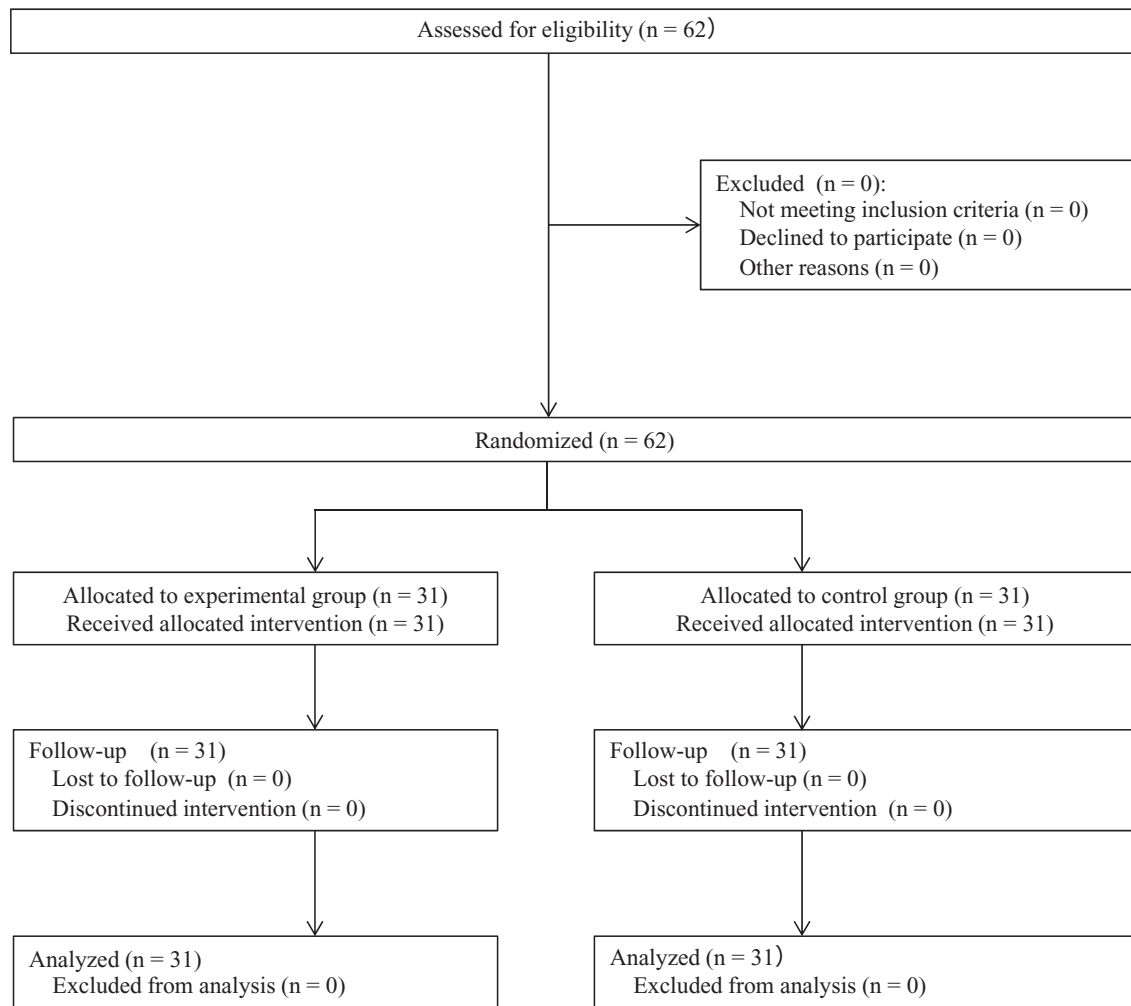 Assessed for eligibility (n = 62)
Excluded (n = 0):
Not meeting inclusion criteria (n = 0)
Declined to participate (n = 0)
Other reasons (n = 0)
Randomized (n = 62)
Allocated to experimental group (n = 31)
Received allocated intervention (n = 31)
Allocated to control group (n = 31)
Received allocated intervention (n = 31)
Follow-up (n = 31)
Lost to follow-up (n = 0)
Discontinued intervention (n = 0)
Follow-up (n = 31)
Lost to follow-up (n = 0)
Discontinued intervention (n = 0)
Analyzed (n = 31)
Excluded from analysis (n = 0)
Analyzed (n = 31)
Excluded from analysis (n = 0)